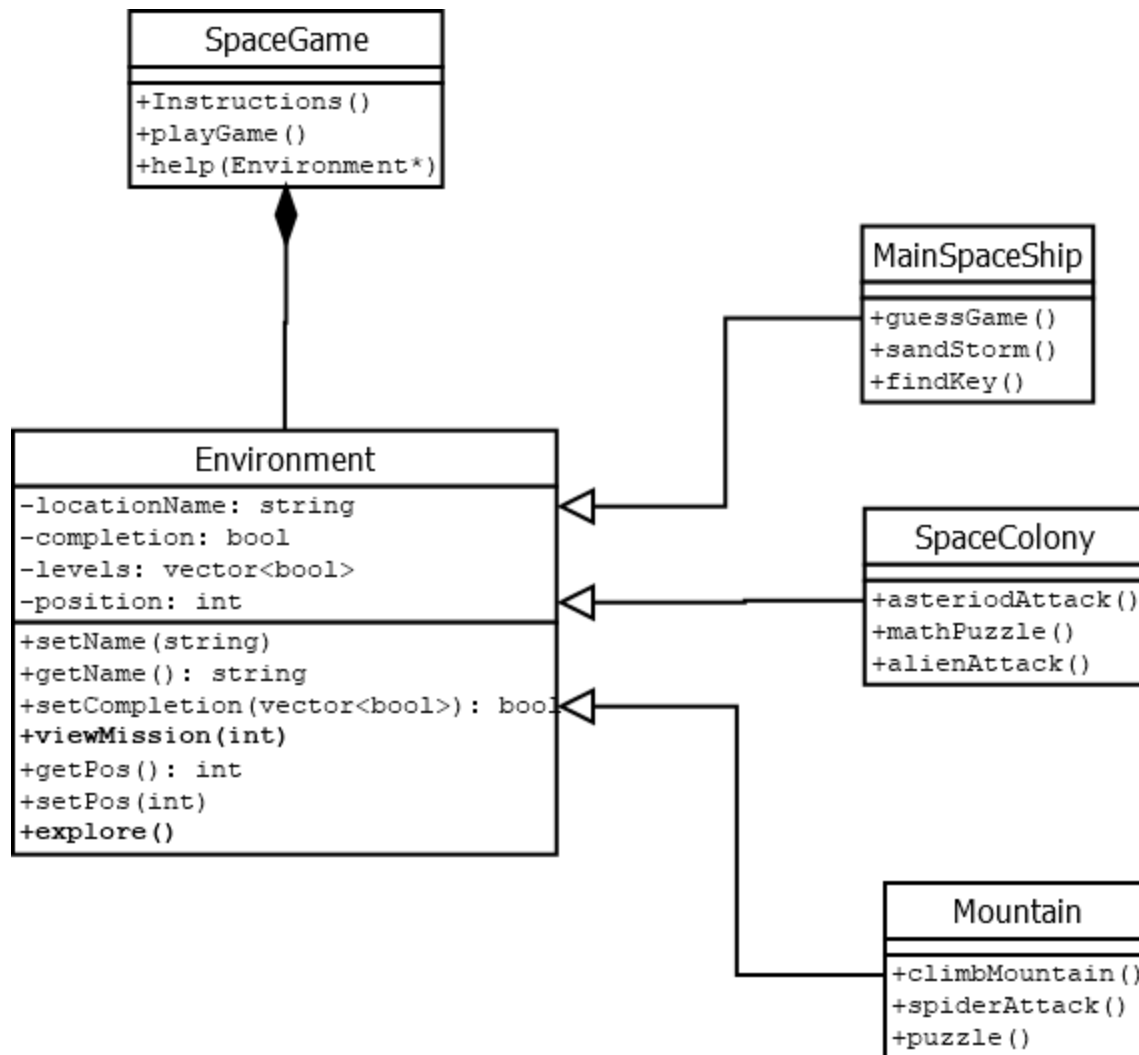 SpaceGame
+Instructions()
+playGame()
+help(Environment*)
MainSpaceShip
+guessGame()
+sandStorm()
+findKey()
Environment
-locationName: string
-completion: bool
-levels: vector<bool>
-position: int
+setName(string)
+getName(): string
+setCompletion(vector<bool>): bool
+viewMission(int)
+getPos(): int
+setPos(int)
+explore()
SpaceColony
+asteriodAttack()
+mathPuzzle()
+alienAttack()
Mountain
+climbMountain()
+spiderAttack()
+puzzle()